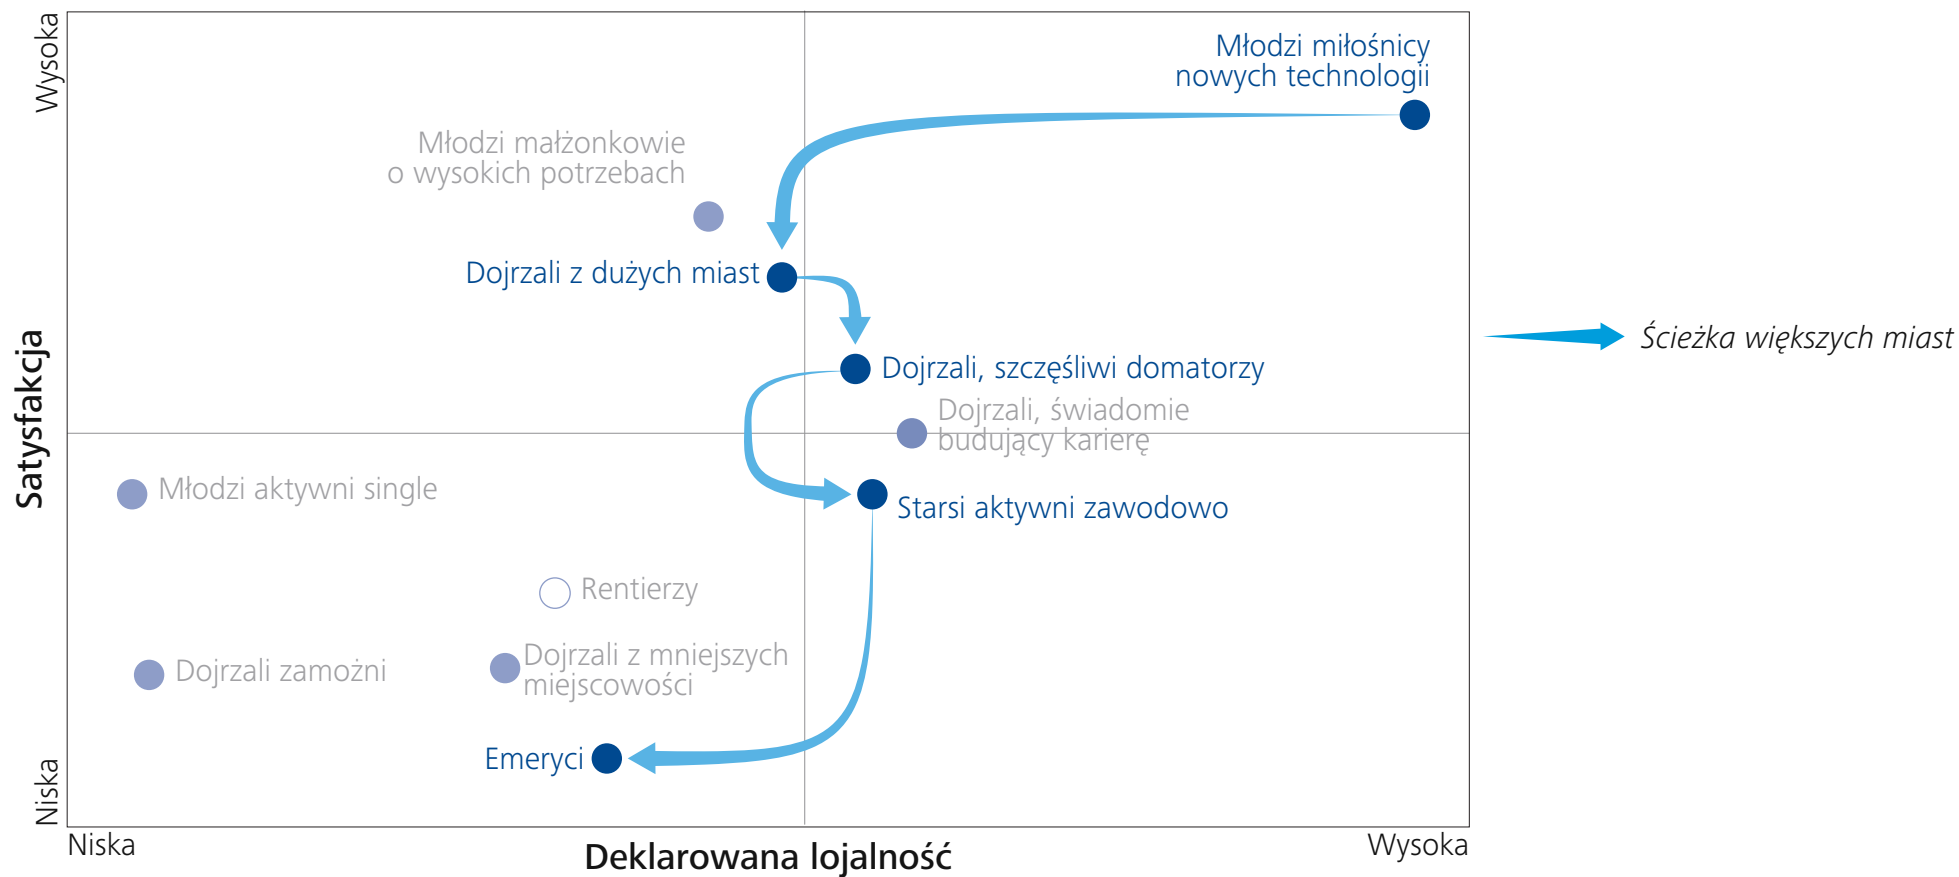 Wysoka
Młodzi miłośnicy
nowych technologii
Młodzi małżonkowie
o wysokich potrzebach
Dojrzali z dużych miast
Satysfakcja
Ścieżka większych miast
Dojrzali, szczęśliwi domatorzy
Dojrzali, świadomie
budujący karierę
Młodzi aktywni single
Starsi aktywni zawodowo
Rentierzy
Dojrzali z mniejszych
miejscowości
Dojrzali zamożni
Emeryci
Niska
Niska
Deklarowana lojalność
Wysoka